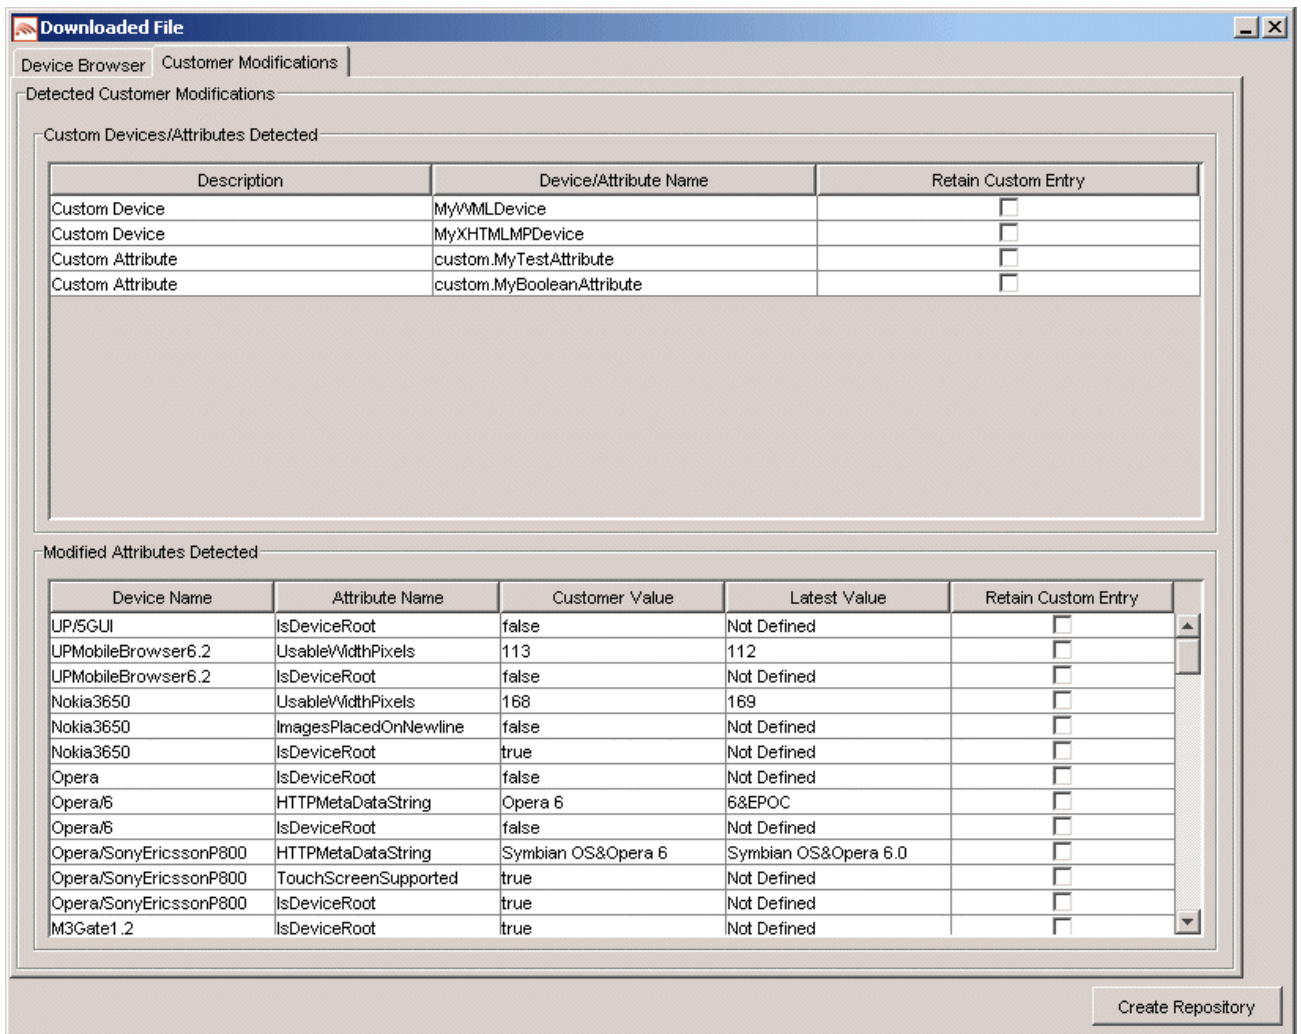 Downloaded File
Device Browser Customer Modifications
Detected Customer Modifications
Custom Devices/Attributes Detected
Description Device/Attribute Name Retain Custom Entry
Custom Device MyWMLDevice
Custom Device MyXHTMLMPDevice
Custom Attribute custom.MyTestAttribute
Custom Attribute custom.MyBooleanAttribute
Modified Attributes Detected
Device Name Attribute Name Customer Value Latest Value Retain Custom Entry
UP/5GUI IsDeviceRoot false Not Defined
UPMobileBrowser6.2 UsableWidthPixels 113 112
UPMobileBrowser6.2 IsDeviceRoot false Not Defined
Nokia3650 UsableWidthPixels 168 169
Nokia3650 ImagesPlacedOnNewline false Not Defined
Nokia3650 IsDeviceRoot true Not Defined
Opera IsDeviceRoot false Not Defined
Opera/6 HTTPMetaDataString Opera 6 6&EPOC
Opera/6 IsDeviceRoot false Not Defined
Opera/SonyEricssonP800 HTTPMetaDataString Symbian OS&Opera 6 Symbian OS&Opera 6.0
Opera/SonyEricssonP800 TouchScreenSupported true Not Defined
Opera/SonyEricssonP800 IsDeviceRoot true Not Defined
M3Gate1.2 IsDeviceRoot true Not Defined
Create Repository